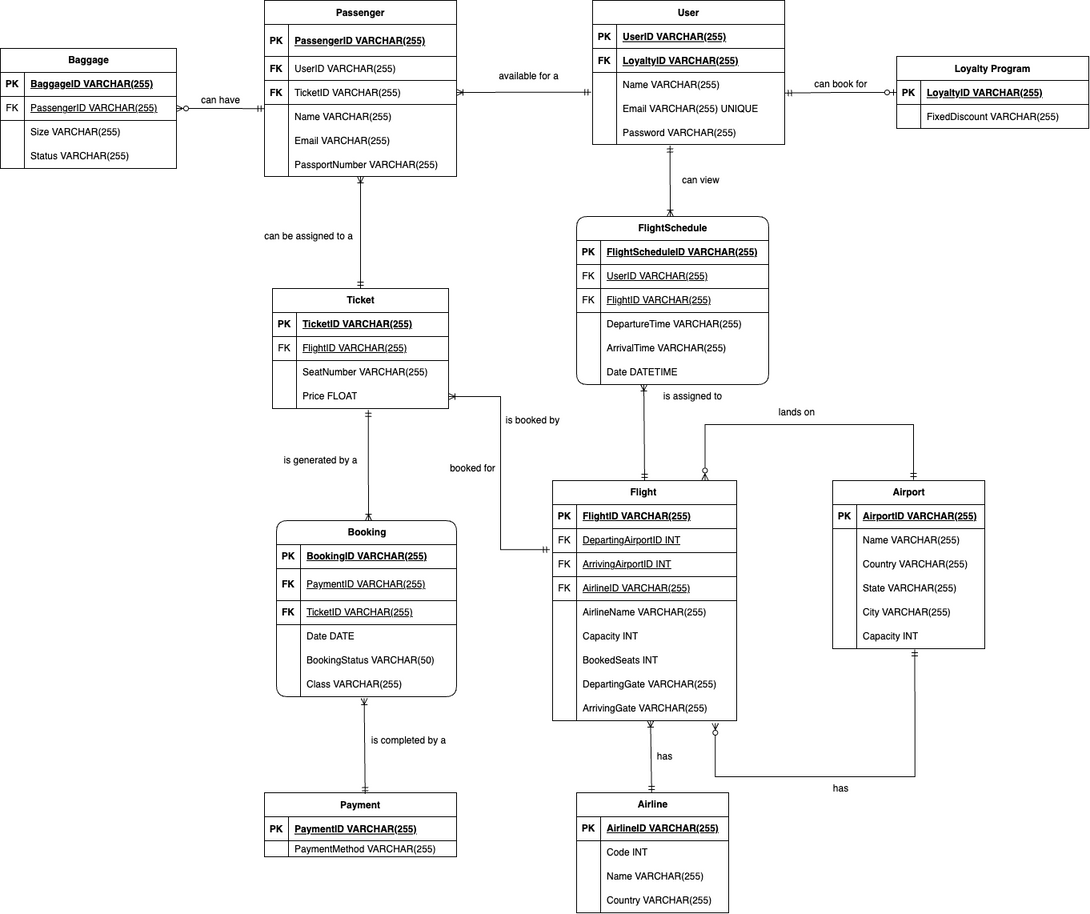 Passenger
PK PassengerID VARCHAR(255)
FK UserID VARCHAR(255)
FK TicketID VARCHAR(255)
Name VARCHAR(255)
Email VARCHAR(255)
PassportNumber VARCHAR(255)
User
PK UserID VARCHAR(255)
FK LoyaltyID VARCHAR(255)
Name VARCHAR(255)
Email VARCHAR(255) UNIQUE
Password VARCHAR(255)
Baggage
PK BaggageID VARCHAR(255)
FK PassengerID VARCHAR(255)
Size VARCHAR(255)
Status VARCHAR(255)
Loyalty Program
PK LoyaltyID VARCHAR(255)
FixedDiscount VARCHAR(255)
can have
available for a
can book for
can view
can be assigned to a
FlightSchedule
PK FlightScheduleID VARCHAR(255)
FK UserID VARCHAR(255)
FK FlightID VARCHAR(255)
DepartureTime VARCHAR(255)
ArrivalTime VARCHAR(255)
Date DATETIME
Ticket
PK TicketID VARCHAR(255)
FK FlightID VARCHAR(255)
SeatNumber VARCHAR(255)
Price FLOAT
is assigned to
lands on
is booked by
is generated by a
booked for
Flight
PK FlightID VARCHAR(255)
FK DepartingAirportID INT
FK ArrivingAirportID INT
FK AirlineID VARCHAR(255)
AirlineName VARCHAR(255)
Capacity INT
BookedSeats INT
DepartingGate VARCHAR(255)
ArrivingGate VARCHAR(255)
Airport
PK AirportID VARCHAR(255)
Name VARCHAR(255)
Country VARCHAR(255)
State VARCHAR(255)
City VARCHAR(255)
Capacity INT
Booking
PK BookingID VARCHAR(255)
FK PaymentID VARCHAR(255)
FK TicketID VARCHAR(255)
Date DATE
BookingStatus VARCHAR(50)
Class VARCHAR(255)
is completed by a
has
has
Payment
PK PaymentID VARCHAR(255)
PaymentMethod VARCHAR(255)
Airline
PK AirlineID VARCHAR(255)
Code INT
Name VARCHAR(255)
Country VARCHAR(255)